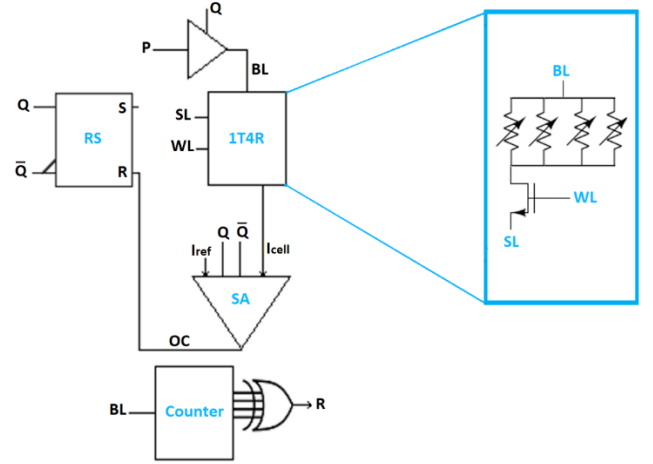 Q
P
BL
Q
S
RS
Q̅
R
SL
WL
1T4R
BL
WL
SL
Iref
Q
Q̅
Icell
SA
OC
BL
Counter
R